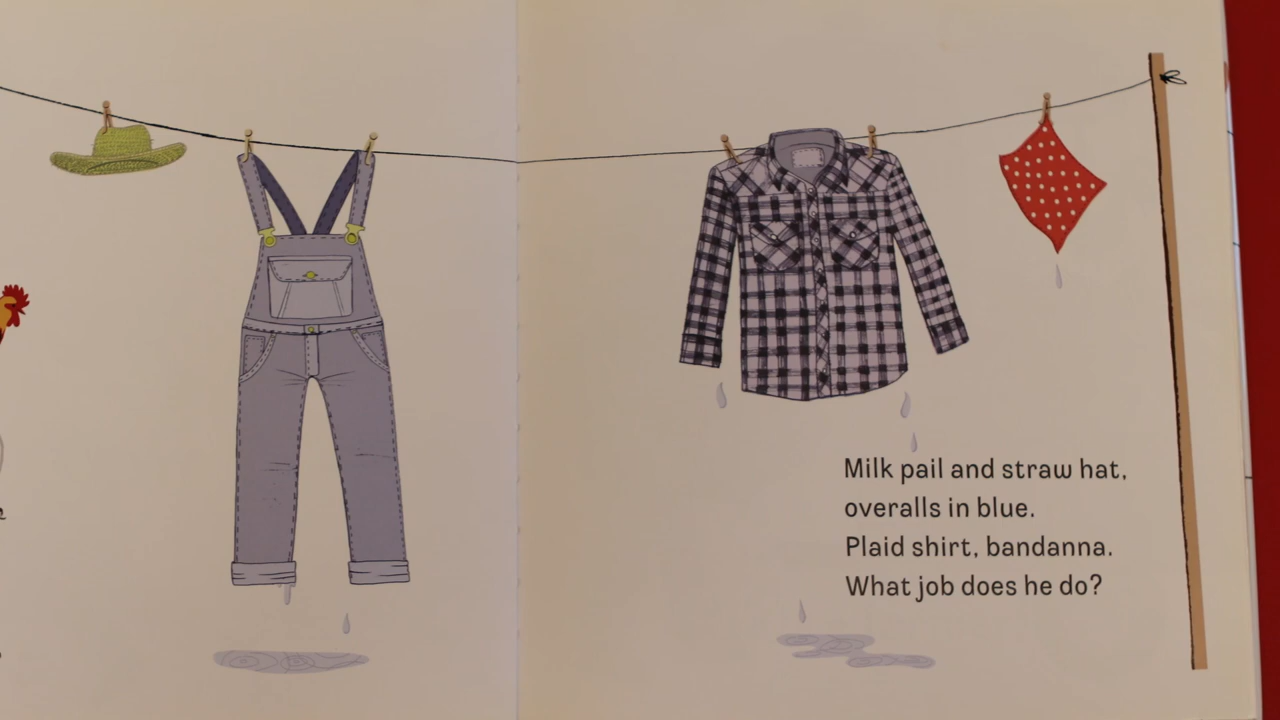 Milk pail and straw hat,
overalls in blue.
Plaid shirt, bandanna.
What job does he do?